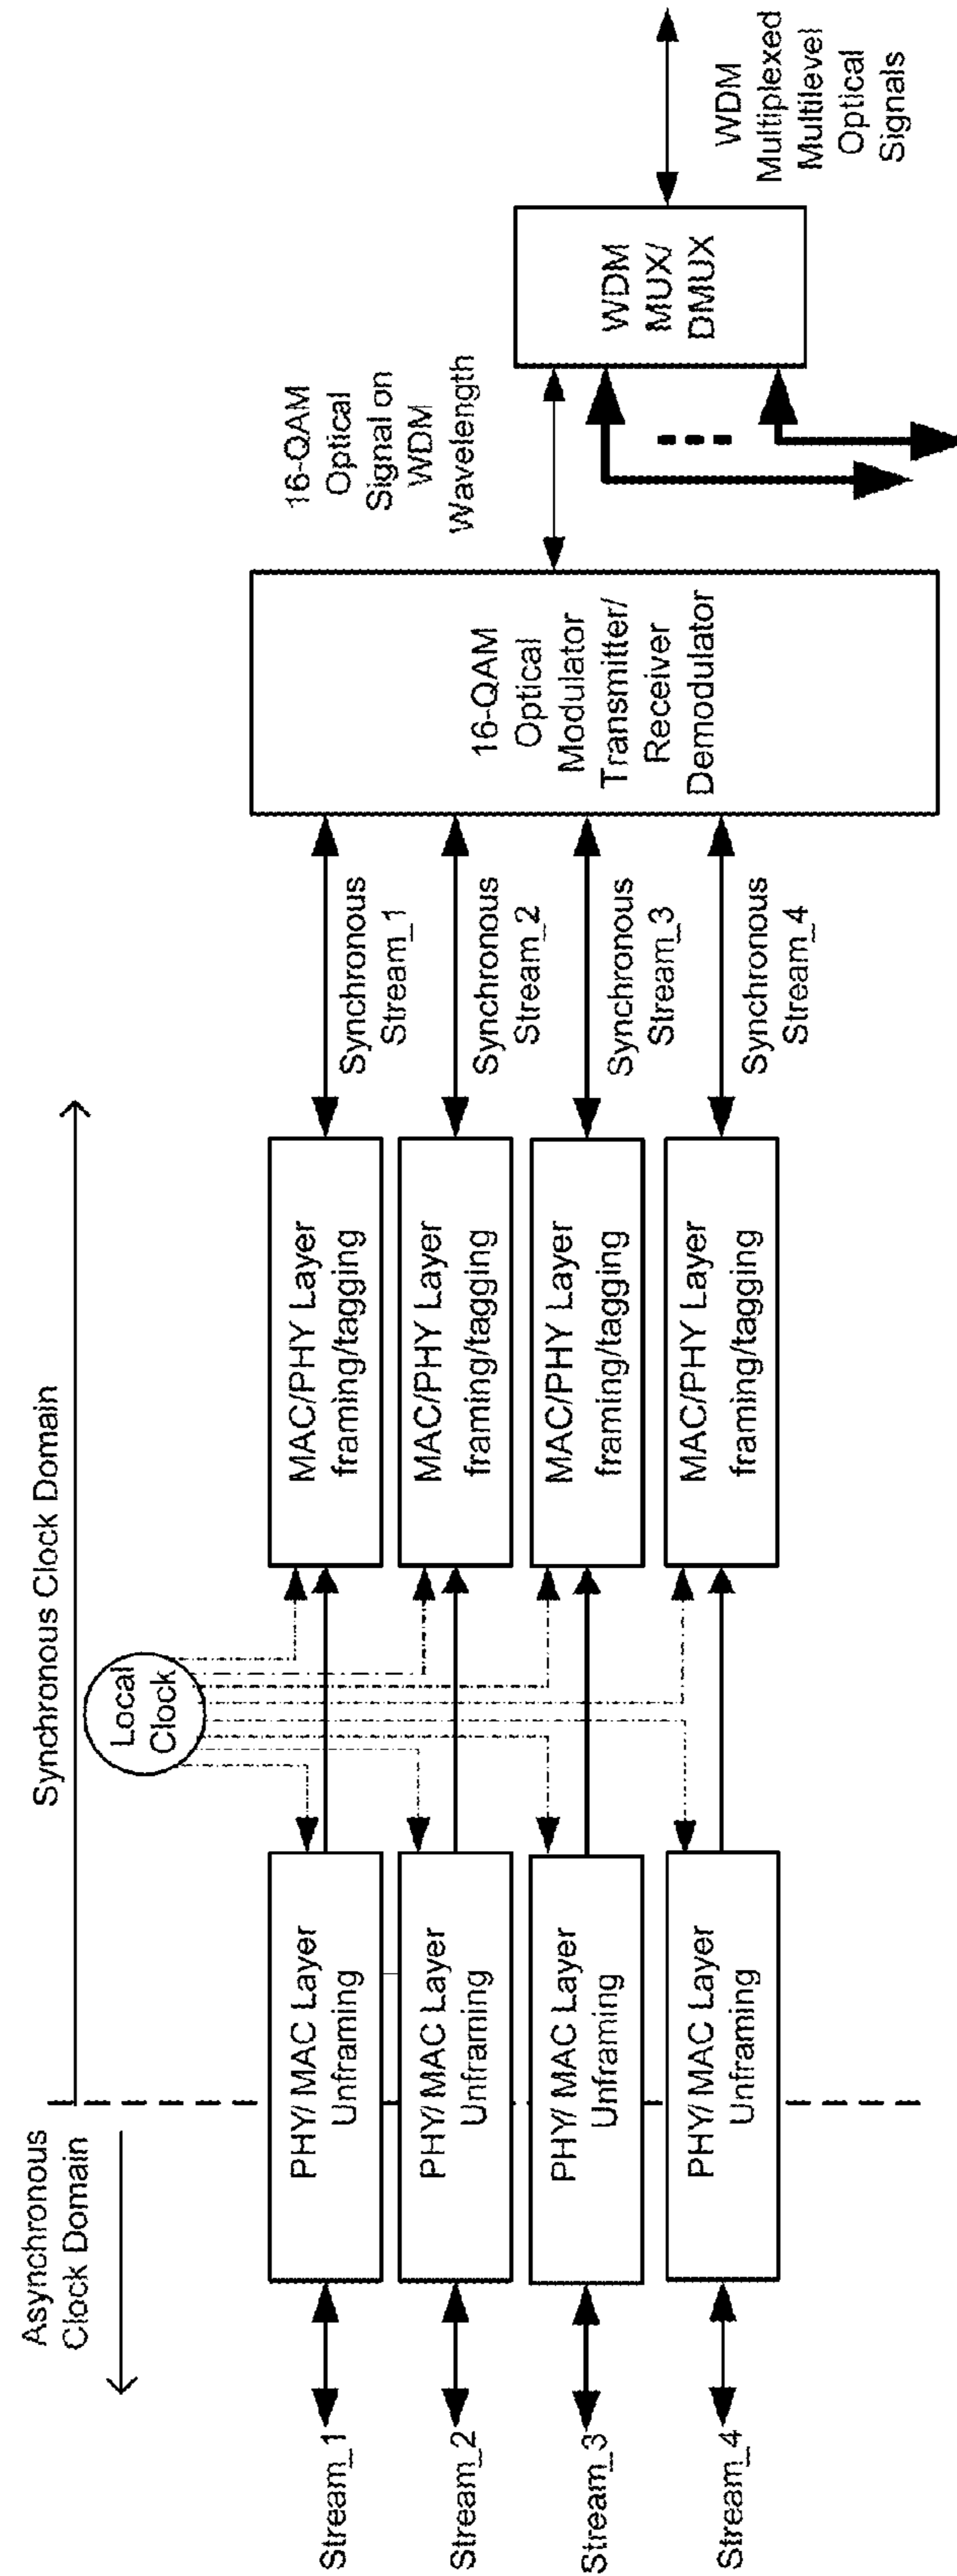 Asynchronous
Clock Domain
Synchronous Clock Domain
Local
Clock
Stream_1
PHY/ MAC Layer
Unframing
MAC/PHY Layer
framing/tagging
Synchronous
Stream_1
Stream_2
PHY/ MAC Layer
Unframing
MAC/PHY Layer
framing/tagging
Synchronous
Stream_2
Stream_3
PHY/ MAC Layer
Unframing
MAC/PHY Layer
framing/tagging
Synchronous
Stream_3
Stream_4
PHY/ MAC Layer
Unframing
MAC/PHY Layer
framing/tagging
Synchronous
Stream_4
16-QAM
Optical
Modulator
Transmitter/
Receiver
Demodulator
16-QAM
Optical
Signal on
WDM
Wavelength
WDM
MUX/
DMUX
WDM
Multiplexed
Multilevel
Optical
Signals